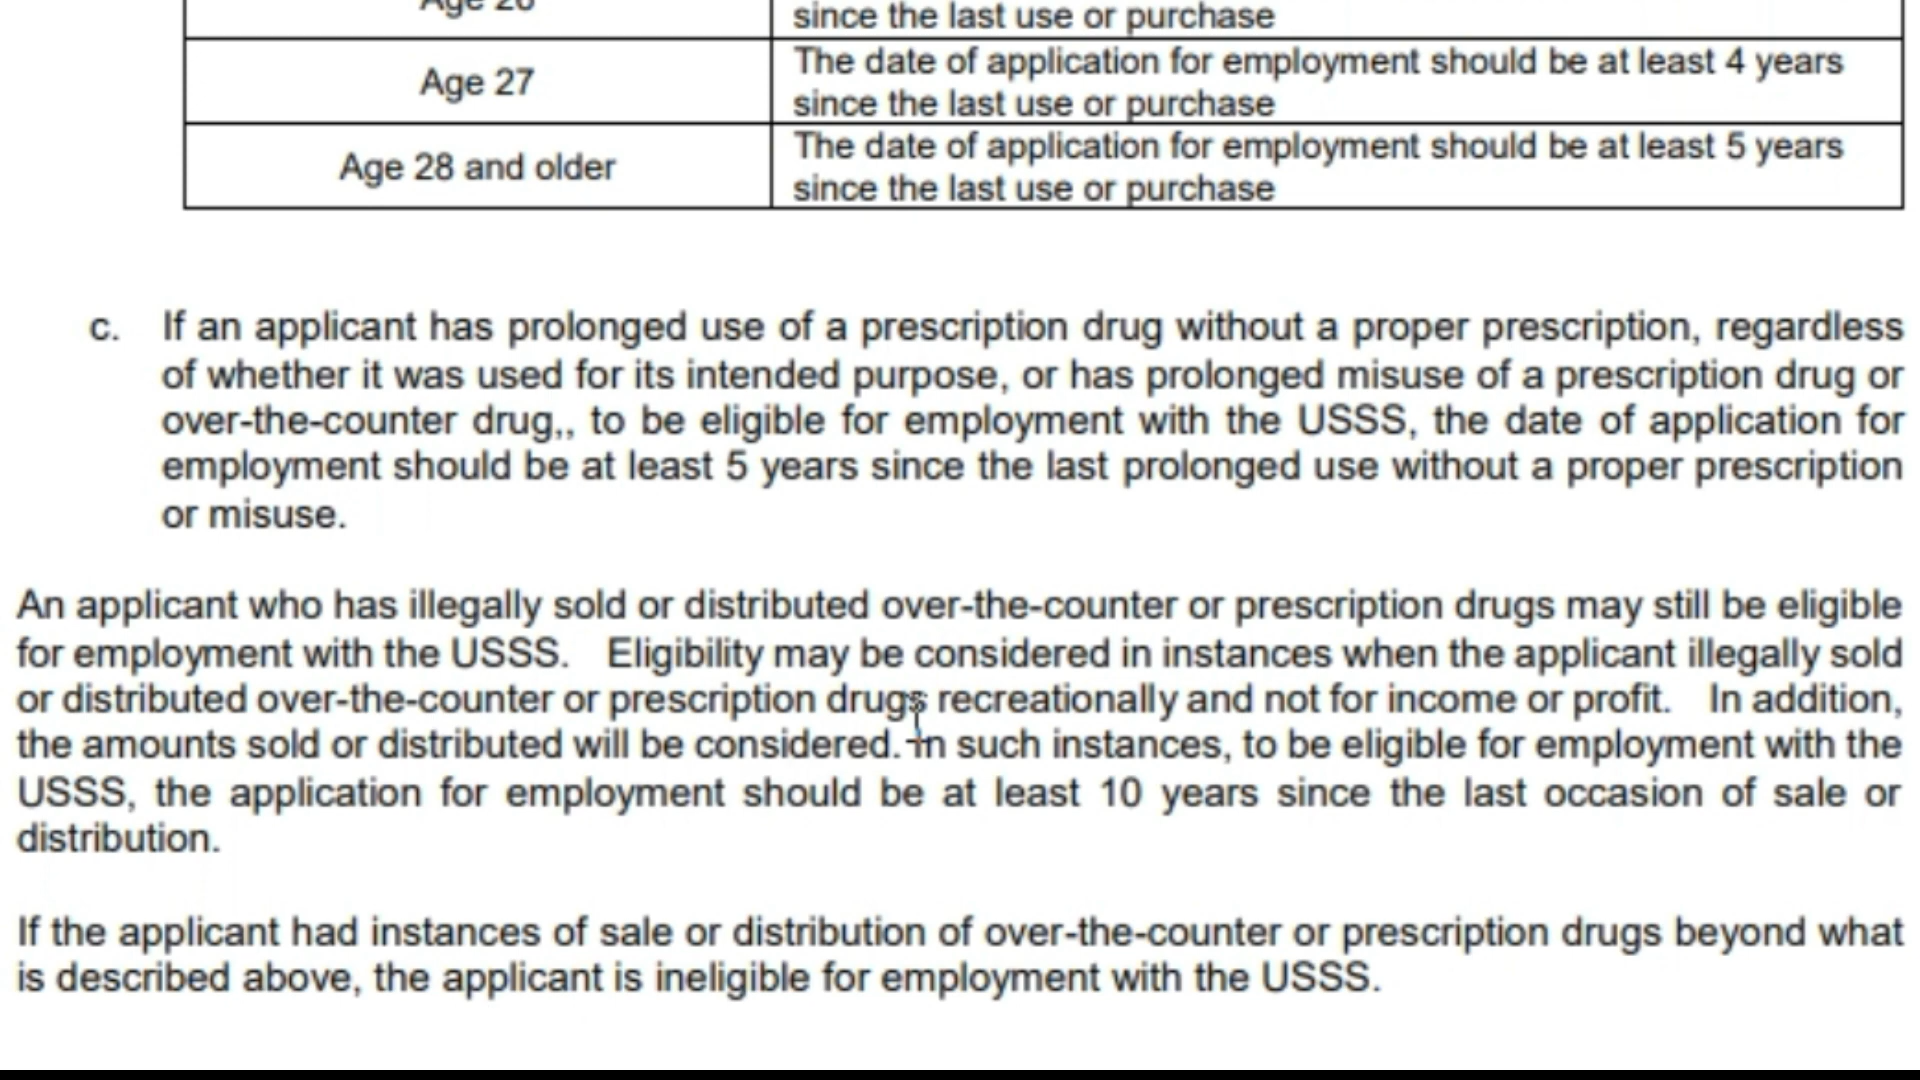 Age 26
since the last use or purchase
The date of application for employment should be at least 4 years
Age 27
since the last use or purchase
The date of application for employment should be at least 5 years
Age 28 and older
since the last use or purchase
c. If an applicant has prolonged use of a prescription drug without a proper prescription, regardless
of whether it was used for its intended purpose, or has prolonged misuse of a prescription drug or
over-the-counter drug,, to be eligible for employment with the USSS, the date of application for
employment should be at least 5 years since the last prolonged use without a proper prescription
or misuse.
An applicant who has illegally sold or distributed over-the-counter or prescription drugs may still be eligible
for employment with the USSS. Eligibility may be considered in instances when the applicant illegally sold
or distributed over-the-counter or prescription drugs recreationally and not for income or profit. In addition,
the amounts sold or distributed will be considered. In such instances, to be eligible for employment with the
USSS, the application for employment should be at least 10 years since the last occasion of sale or
distribution.
If the applicant had instances of sale or distribution of over-the-counter or prescription drugs beyond what
is described above, the applicant is ineligible for employment with the USSS.